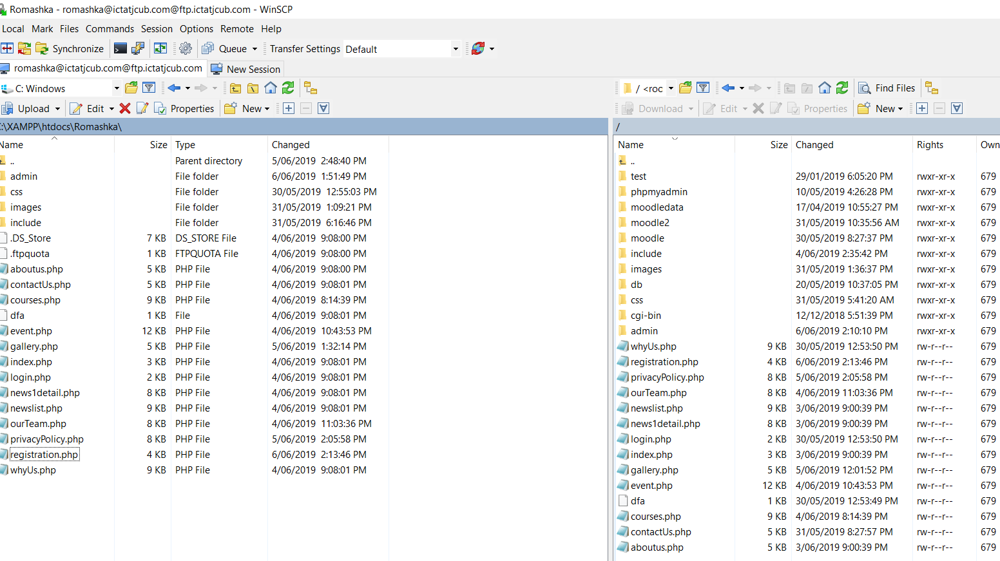 Romashka - romashka@ictatjcub.com@ftp.ictatjcub.com - WinSCP
Local Mark Files Commands Session Options Remote Help
Synchronize Queue Transfer Settings Default
romashka@ictatjcub.com@ftp.ictatjcub.com New Session
C: Windows / <roc Find Files
Upload Edit Properties New Download Edit Properties New
:\XAMPP\htdocs\Romashka\ /
Name Size Type Changed
.. Parent directory 5/06/2019 2:48:40 PM
admin File folder 6/06/2019 1:51:49 PM
css File folder 30/05/2019 12:55:03 PM
images File folder 31/05/2019 1:09:21 PM
include File folder 31/05/2019 6:16:46 PM
.DS_Store 7 KB DS_STORE File 4/06/2019 9:08:00 PM
.ftpquota 1 KB FTPQUOTA File 4/06/2019 9:08:00 PM
aboutus.php 5 KB PHP File 4/06/2019 9:08:00 PM
contactUs.php 5 KB PHP File 4/06/2019 9:08:01 PM
courses.php 9 KB PHP File 4/06/2019 8:14:39 PM
dfa 1 KB File 4/06/2019 9:08:01 PM
event.php 12 KB PHP File 4/06/2019 10:43:53 PM
gallery.php 5 KB PHP File 5/06/2019 1:32:14 PM
index.php 3 KB PHP File 4/06/2019 9:08:01 PM
login.php 2 KB PHP File 4/06/2019 9:08:01 PM
news1detail.php 8 KB PHP File 4/06/2019 9:08:01 PM
newslist.php 9 KB PHP File 4/06/2019 9:08:01 PM
ourTeam.php 8 KB PHP File 4/06/2019 11:03:36 PM
privacyPolicy.php 8 KB PHP File 5/06/2019 2:05:58 PM
registration.php 4 KB PHP File 6/06/2019 2:13:46 PM
whyUs.php 9 KB PHP File 4/06/2019 9:08:01 PM
Name Size Changed Rights Own
..
test 29/01/2019 6:05:20 PM rwxr-xr-x 679
phpmyadmin 10/05/2019 4:26:28 PM rwxr-xr-x 679
moodledata 17/04/2019 10:55:27 PM rwxr-xr-x 679
moodle2 31/05/2019 10:35:56 AM rwxr-xr-x 679
moodle 30/05/2019 8:27:37 PM rwxr-xr-x 679
include 4/06/2019 2:35:42 PM rwxr-xr-x 679
images 31/05/2019 1:36:37 PM rwxr-xr-x 679
db 20/05/2019 10:37:05 PM rwxr-xr-x 679
css 31/05/2019 5:41:20 AM rwxr-xr-x 679
cgi-bin 12/12/2018 5:51:39 PM rwxr-xr-x 679
admin 6/06/2019 2:10:10 PM rwxr-xr-x 679
whyUs.php 9 KB 30/05/2019 12:53:50 PM rw-r--r-- 679
registration.php 4 KB 6/06/2019 2:13:46 PM rw-r--r-- 679
privacyPolicy.php 8 KB 5/06/2019 2:05:58 PM rw-r--r-- 679
ourTeam.php 8 KB 4/06/2019 11:03:36 PM rw-r--r-- 679
newslist.php 9 KB 3/06/2019 9:00:39 PM rw-r--r-- 679
news1detail.php 8 KB 3/06/2019 9:00:39 PM rw-r--r-- 679
login.php 2 KB 30/05/2019 12:53:50 PM rw-r--r-- 679
index.php 3 KB 3/06/2019 9:00:39 PM rw-r--r-- 679
gallery.php 5 KB 5/06/2019 12:01:52 PM rw-r--r-- 679
event.php 12 KB 4/06/2019 10:43:53 PM rw-r--r-- 679
dfa 1 KB 30/05/2019 12:53:49 PM rw-r--r-- 679
courses.php 9 KB 4/06/2019 8:14:39 PM rw-r--r-- 679
contactUs.php 5 KB 31/05/2019 8:27:57 PM rw-r--r-- 679
aboutus.php 5 KB 3/06/2019 9:00:39 PM rw-r--r-- 679